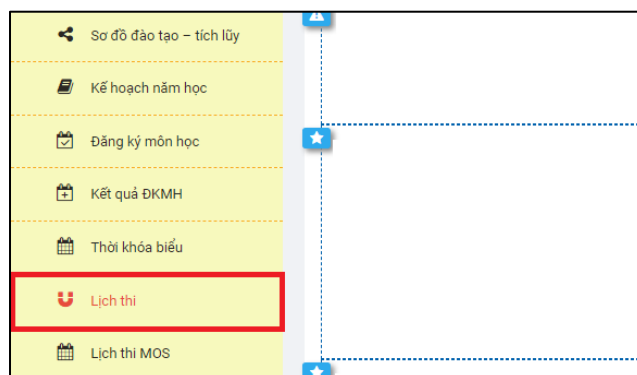 Sơ đồ đào tạo – tích lũy
Kế hoạch năm học
Đăng ký môn học
Kết quả ĐKMH
Thời khóa biểu
Lịch thi
Lịch thi MOS